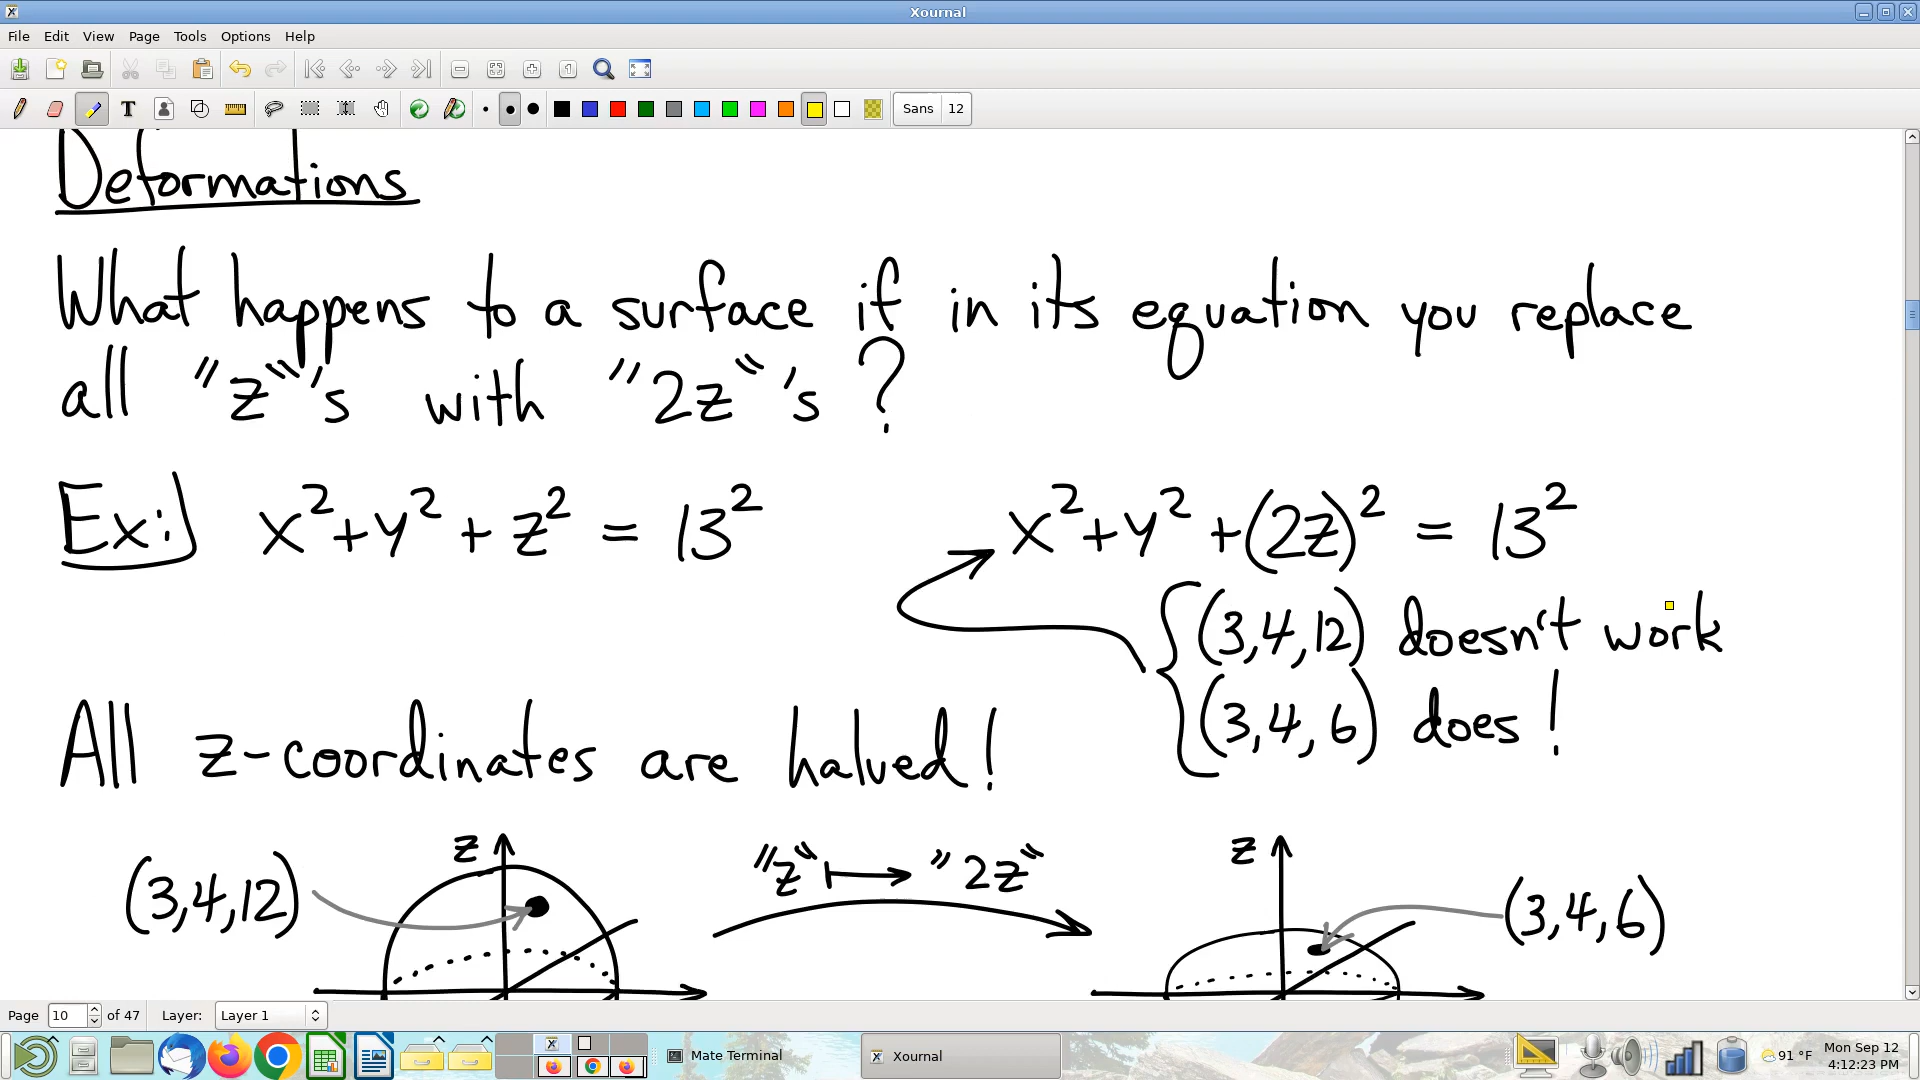 Xournal
File Edit View Page Tools Options Help
Sans 12
Deformations
What happens to a surface if in its equation you replace
all "z"'s with "2z"'s ?
Ex: x²+y²+z² = 13² x²+y²+(2z)² = 13²
(3,4,12) doesn't work
(3,4,6) does!
All z-coordinates are halved!
(3,4,12) z "z" ↦ "2z" z (3,4,6)
Page 10 of 47 Layer: Layer 1
Mate Terminal Xournal 91 °F Mon Sep 12
4:12:23 PM